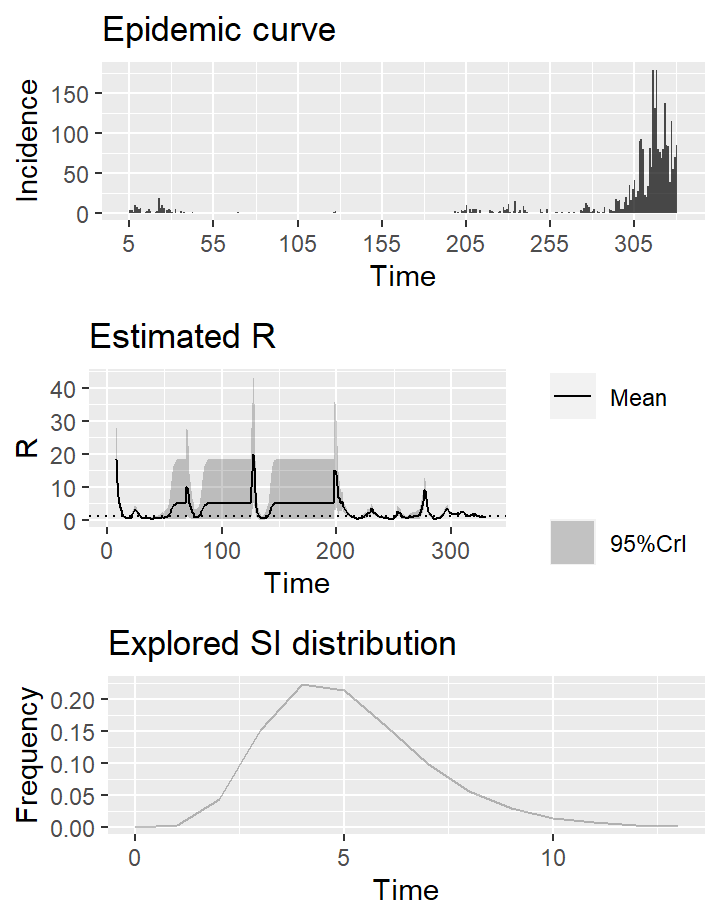 Epidemic curve
Incidence
150
100
50
0
5 55 105 155 205 255 305
Time
Estimated R
R
40
30
20
10
0
0 100 200 300
Time
Mean
95%CrI
Explored SI distribution
Frequency
0.20
0.15
0.10
0.05
0.00
0 5 10
Time